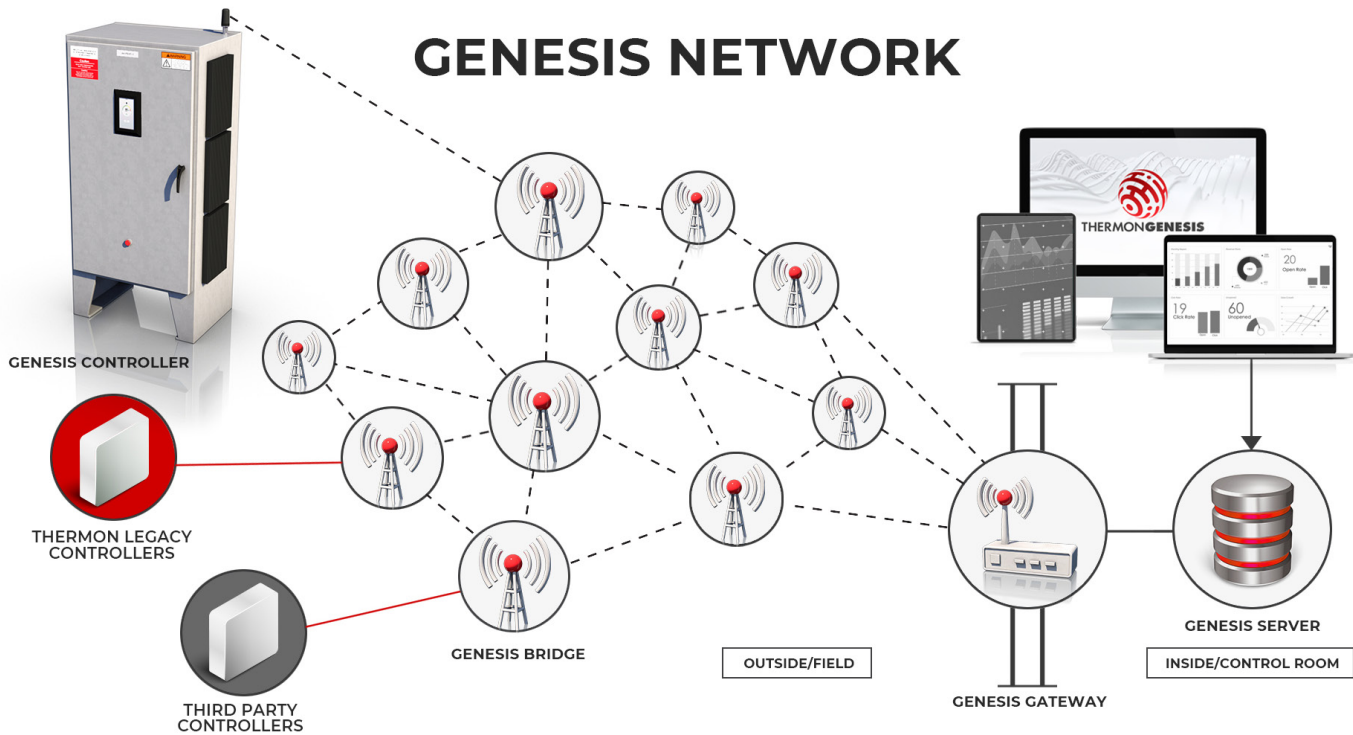 GENESIS NETWORK
THERMONGENESIS
20
Open Rate
19
Click Rate
60
Unopened
GENESIS CONTROLLER
THERMON LEGACY
CONTROLLERS
THIRD PARTY
CONTROLLERS
GENESIS BRIDGE
OUTSIDE/FIELD
GENESIS GATEWAY
GENESIS SERVER
INSIDE/CONTROL ROOM